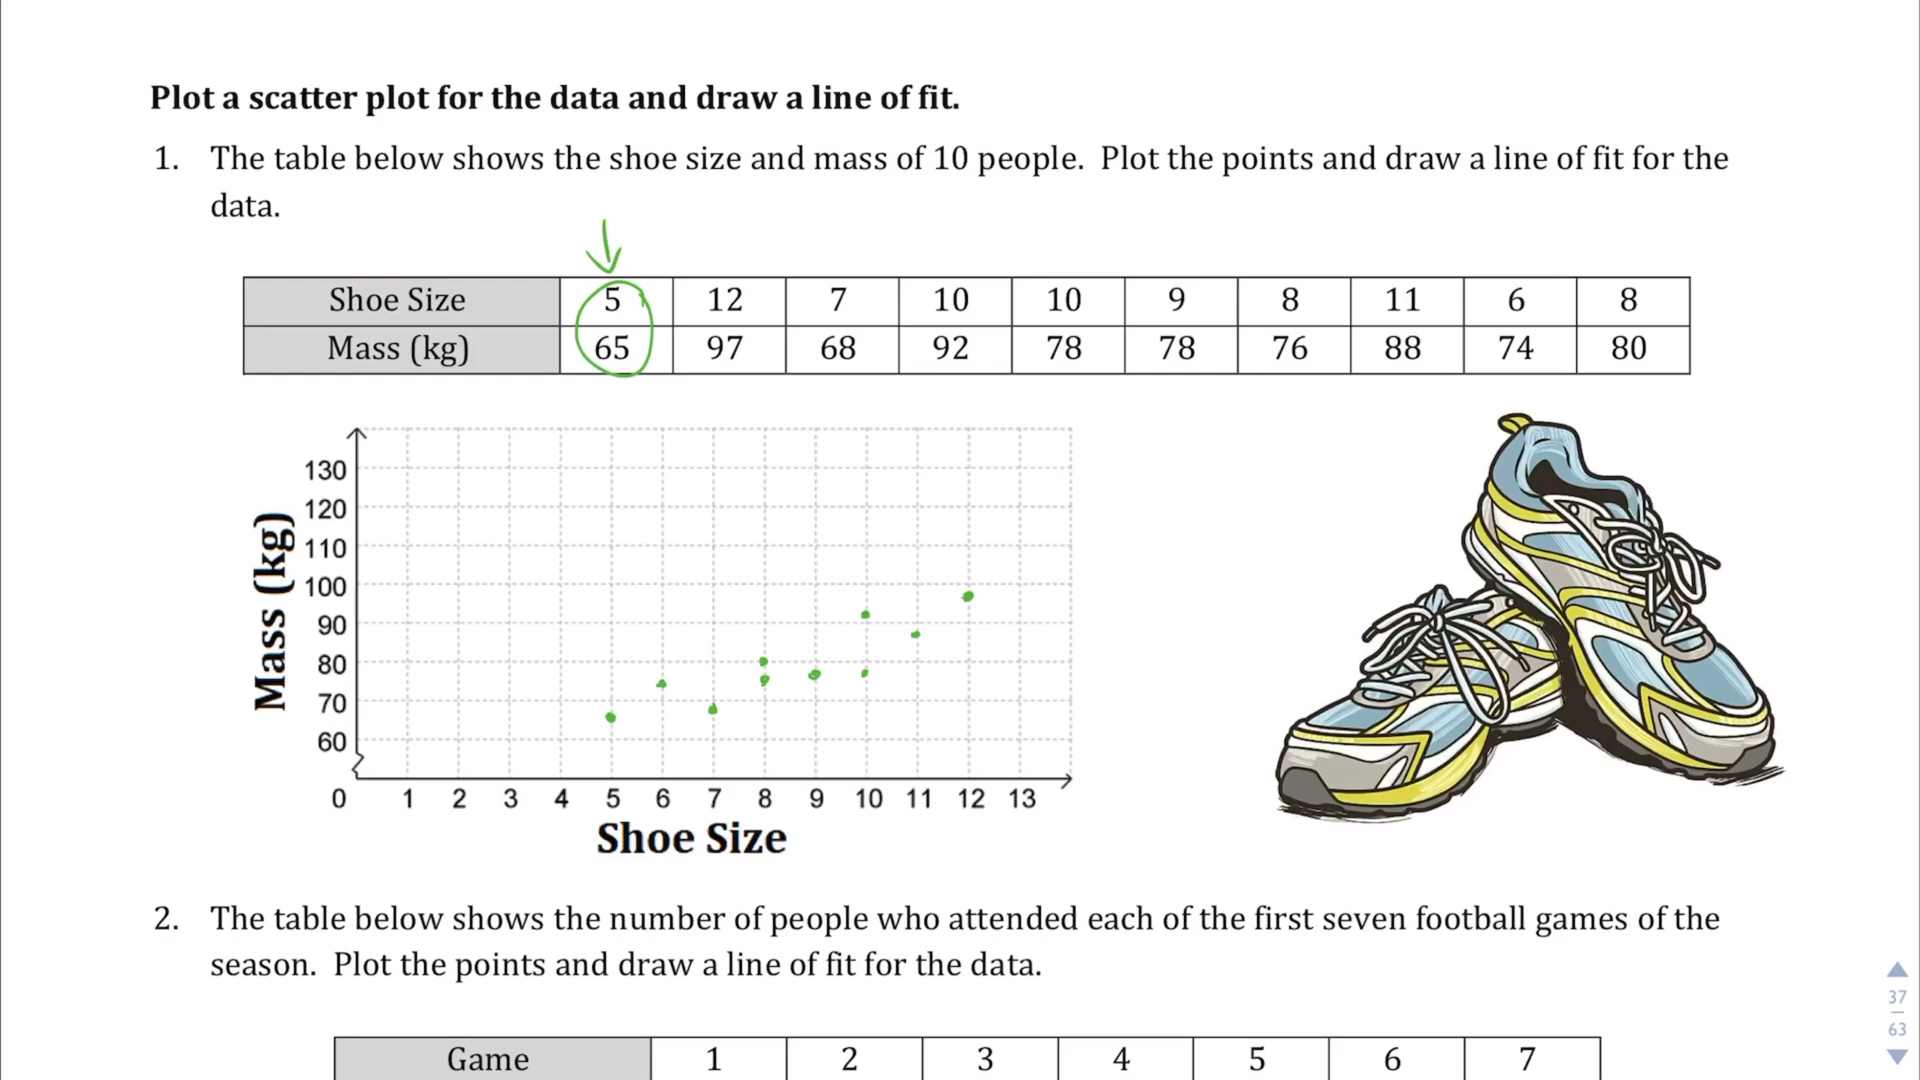 Plot a scatter plot for the data and draw a line of fit.
1. The table below shows the shoe size and mass of 10 people. Plot the points and draw a line of fit for the
data.
Shoe Size 5 12 7 10 10 9 8 11 6 8
Mass (kg) 65 97 68 92 78 78 76 88 74 80
130
120
110
100
90
80
70
60
Mass (kg)
0 1 2 3 4 5 6 7 8 9 10 11 12 13
Shoe Size
2. The table below shows the number of people who attended each of the first seven football games of the
season. Plot the points and draw a line of fit for the data.
37
63
Game 1 2 3 4 5 6 7